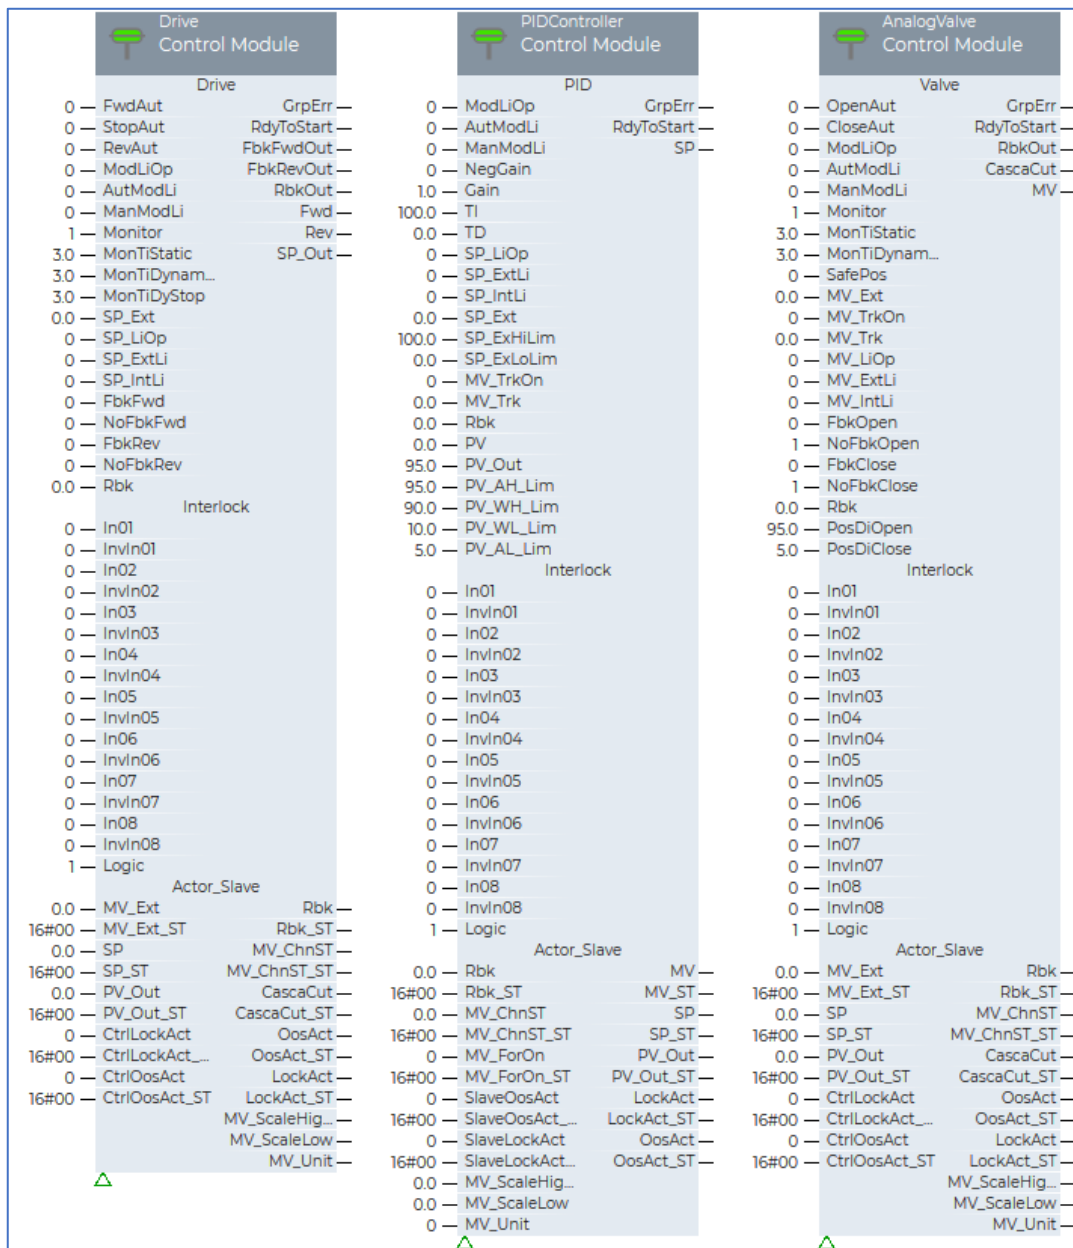 Drive
Control Module
Drive
0 FwdAut GrpErr
0 StopAut RdyToStart
0 RevAut FbkFwdOut
0 ModLiOp FbkRevOut
0 AutModLi RbkOut
0 ManModLi Fwd
1 Monitor Rev
3.0 MonTiStatic SP_Out
3.0 MonTiDynam...
3.0 MonTiDyStop
0.0 SP_Ext
0 SP_LiOp
0 SP_ExtLi
0 SP_IntLi
0 FbkFwd
0 NoFbkFwd
0 FbkRev
0 NoFbkRev
0.0 Rbk
Interlock
0 In01
0 InvIn01
0 In02
0 InvIn02
0 In03
0 InvIn03
0 In04
0 InvIn04
0 In05
0 InvIn05
0 In06
0 InvIn06
0 In07
0 InvIn07
0 In08
0 InvIn08
1 Logic
Actor_Slave
0.0 MV_Ext Rbk
16#00 MV_Ext_ST Rbk_ST
0.0 SP MV_ChnST
16#00 SP_ST MV_ChnST_ST
0.0 PV_Out CascaCut
16#00 PV_Out_ST CascaCut_ST
0 CtrlLockAct OosAct
16#00 CtrlLockAct_... OosAct_ST
0 CtrlOosAct LockAct
16#00 CtrlOosAct_ST LockAct_ST
MV_ScaleHig...
MV_ScaleLow
MV_Unit
PIDController
Control Module
PID
0 ModLiOp GrpErr
0 AutModLi RdyToStart
0 ManModLi SP
0 NegGain
1.0 Gain
100.0 TI
0.0 TD
0 SP_LiOp
0 SP_ExtLi
0 SP_IntLi
0.0 SP_Ext
100.0 SP_ExHiLim
0.0 SP_ExLoLim
0 MV_TrkOn
0.0 MV_Trk
0.0 Rbk
0.0 PV
95.0 PV_Out
95.0 PV_AH_Lim
90.0 PV_WH_Lim
10.0 PV_WL_Lim
5.0 PV_AL_Lim
Interlock
0 In01
0 InvIn01
0 In02
0 InvIn02
0 In03
0 InvIn03
0 In04
0 InvIn04
0 In05
0 InvIn05
0 In06
0 InvIn06
0 In07
0 InvIn07
0 In08
0 InvIn08
1 Logic
Actor_Slave
0.0 Rbk MV
16#00 Rbk_ST MV_ST
0.0 MV_ChnST SP
16#00 MV_ChnST_ST SP_ST
0 MV_ForOn PV_Out
16#00 MV_ForOn_ST PV_Out_ST
0 SlaveOosAct LockAct
16#00 SlaveOosAct_... LockAct_ST
0 SlaveLockAct OosAct
16#00 SlaveLockAct... OosAct_ST
0.0 MV_ScaleHig...
0.0 MV_ScaleLow
0 MV_Unit
AnalogValve
Control Module
Valve
0 OpenAut GrpErr
0 CloseAut RdyToStart
0 ModLiOp RbkOut
0 AutModLi CascaCut
0 ManModLi MV
1 Monitor
3.0 MonTiStatic
3.0 MonTiDynam...
0 SafePos
0.0 MV_Ext
0 MV_TrkOn
0.0 MV_Trk
0 MV_LiOp
0 MV_ExtLi
0 MV_IntLi
0 FbkOpen
1 NoFbkOpen
0 FbkClose
1 NoFbkClose
0.0 Rbk
95.0 PosDiOpen
5.0 PosDiClose
Interlock
0 In01
0 InvIn01
0 In02
0 InvIn02
0 In03
0 InvIn03
0 In04
0 InvIn04
0 In05
0 InvIn05
0 In06
0 InvIn06
0 In07
0 InvIn07
0 In08
0 InvIn08
1 Logic
Actor_Slave
0.0 MV_Ext Rbk
16#00 MV_Ext_ST Rbk_ST
0.0 SP MV_ChnST
16#00 SP_ST MV_ChnST_ST
0.0 PV_Out CascaCut
16#00 PV_Out_ST CascaCut_ST
0 CtrlLockAct OosAct
16#00 CtrlLockAct_... OosAct_ST
0 CtrlOosAct LockAct
16#00 CtrlOosAct_ST LockAct_ST
MV_ScaleHig...
MV_ScaleLow
MV_Unit